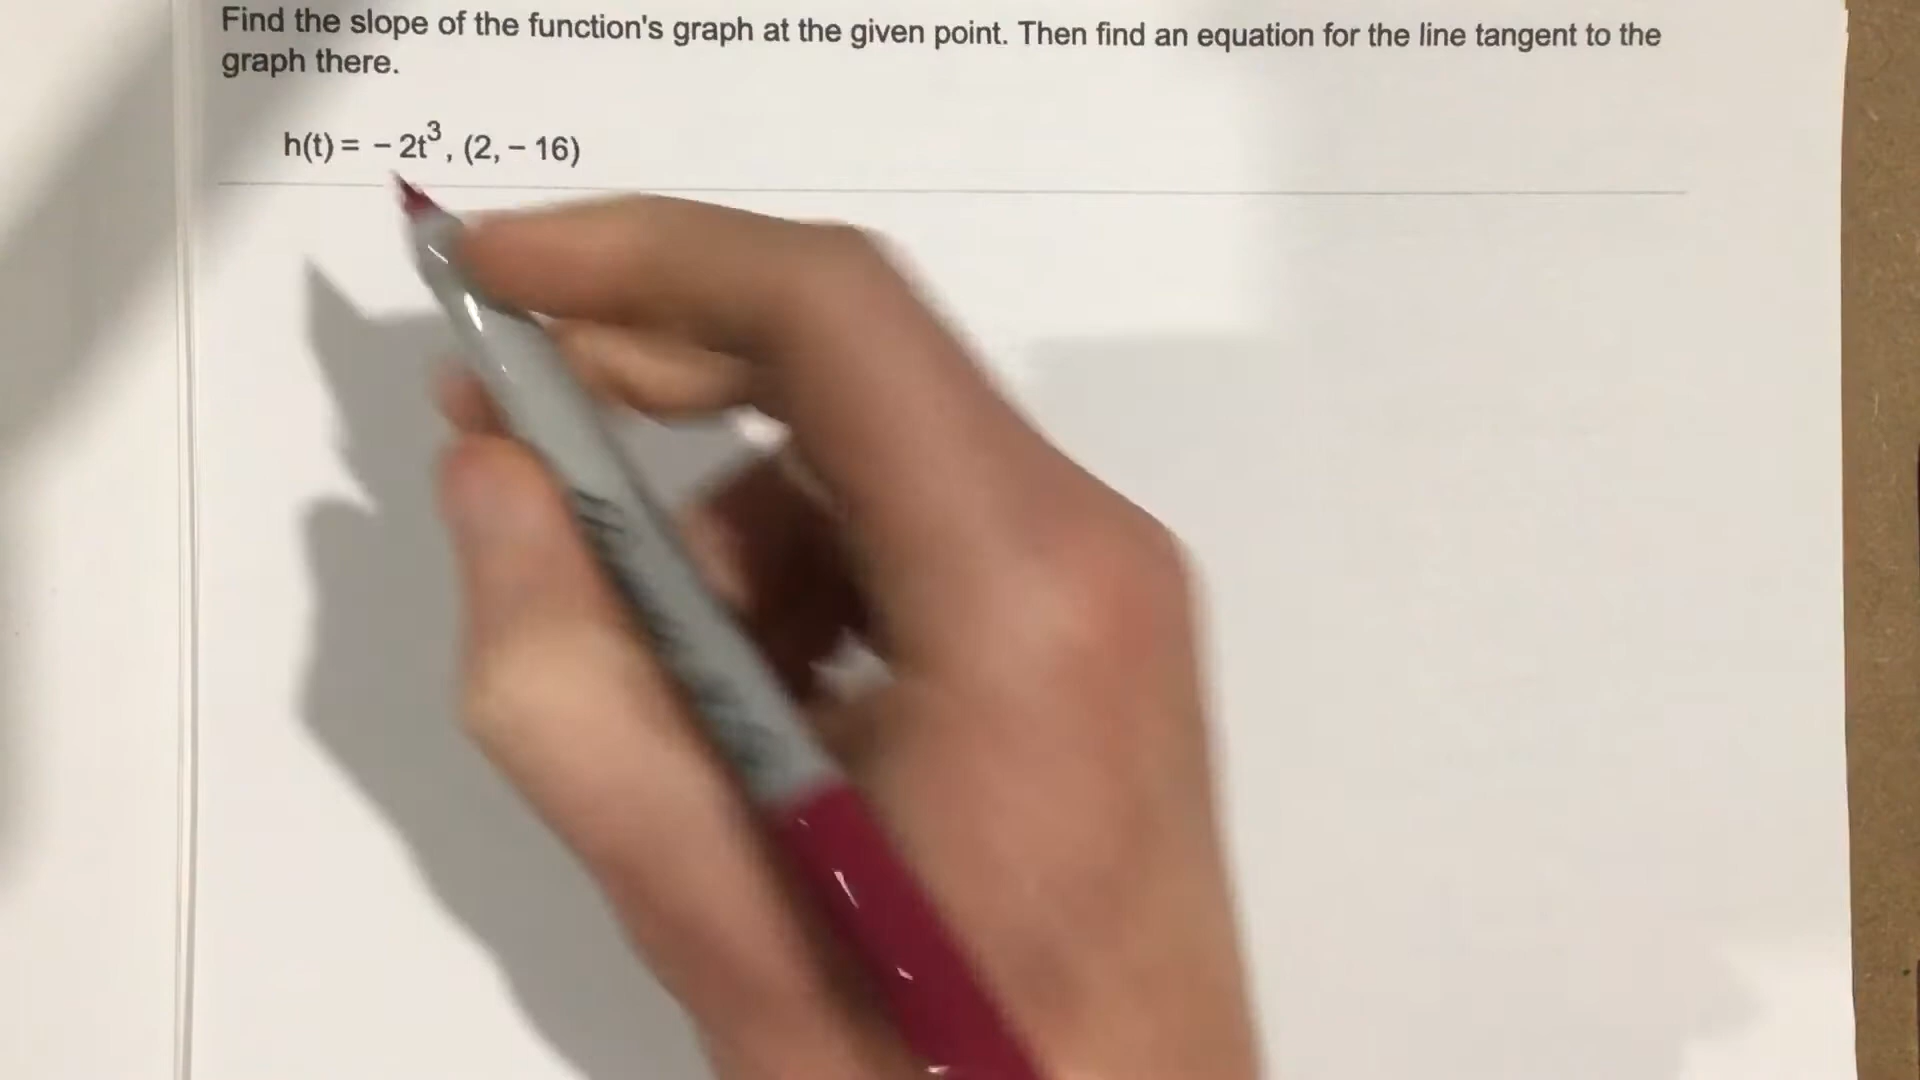 Find the slope of the function's graph at the given point. Then find an equation for the line tangent to the
graph there.
h(t) = − 2t³, (2, − 16)